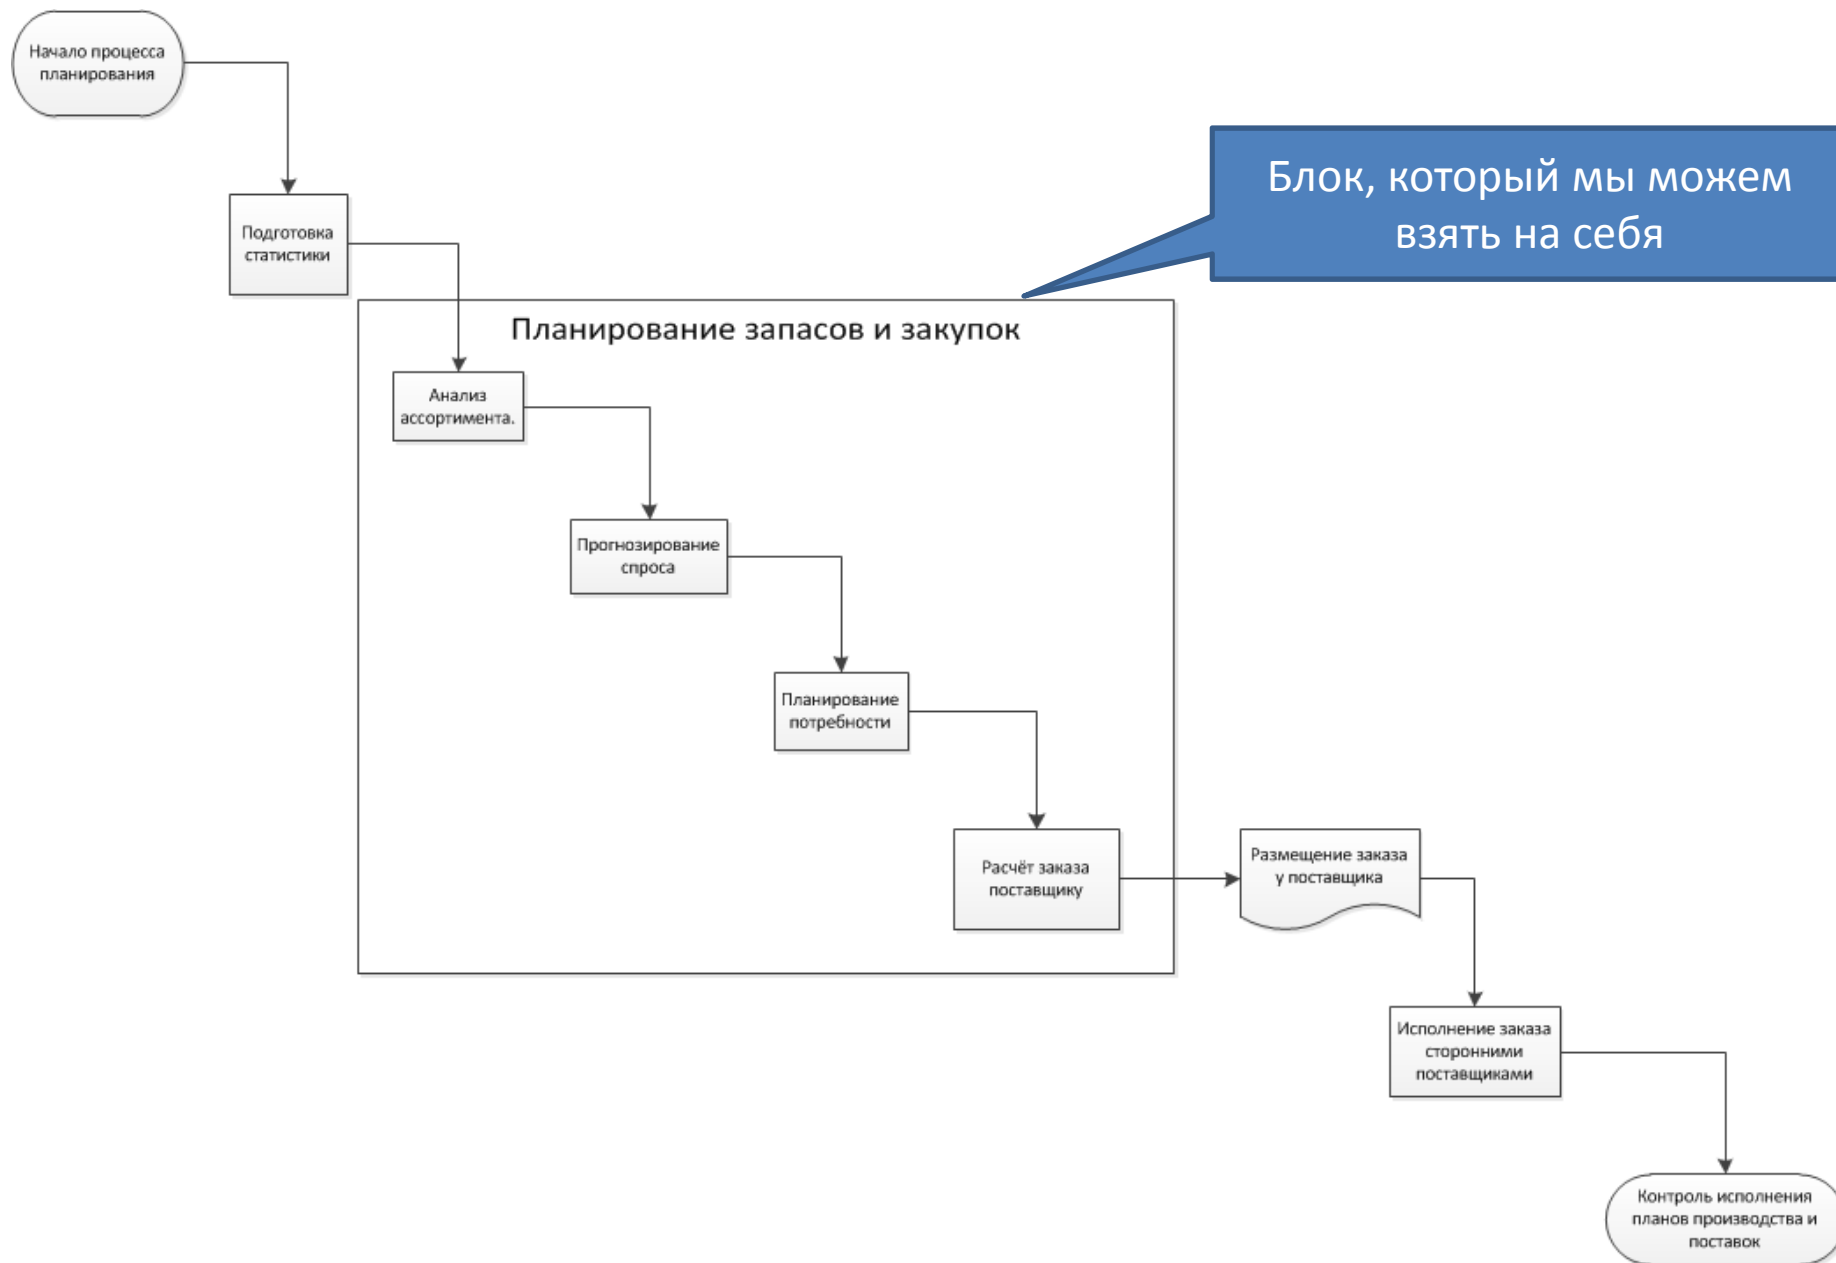 Начало процесса
планирования
Блок, который мы можем
взять на себя
Подготовка
статистики
Планирование запасов и закупок
Анализ
ассортимента.
Прогнозирование
спроса
Планирование
потребности
Расчёт заказа
поставщику
Размещение заказа
у поставщика
Исполнение заказа
сторонними
поставщиками
Контроль исполнения
планов производства и
поставок